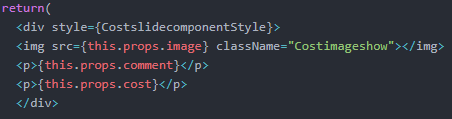 return(
<div style={CostslidecomponentStyle}>
<img src={this.props.image} className="Costimageshow"></img>
<p>{this.props.comment}</p>
<p>{this.props.cost}</p>
</div>